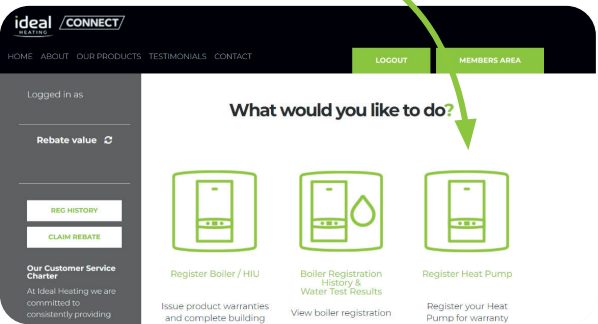 ideal CONNECT/
HEATING
HOME ABOUT OUR PRODUCTS TESTIMONIALS CONTACT
LOGOUT MEMBERS AREA
Logged in as
Rebate value
REG HISTORY
CLAIM REBATE
Our Customer Service
Charter
At Ideal Heating we are
committed to
consistently providing
What would you like to do?
Register Boiler / HIU
Issue product warranties
and complete building
Boiler Registration
History &
Water Test Results
View boiler registration
Register Heat Pump
Register your Heat
Pump for warranty